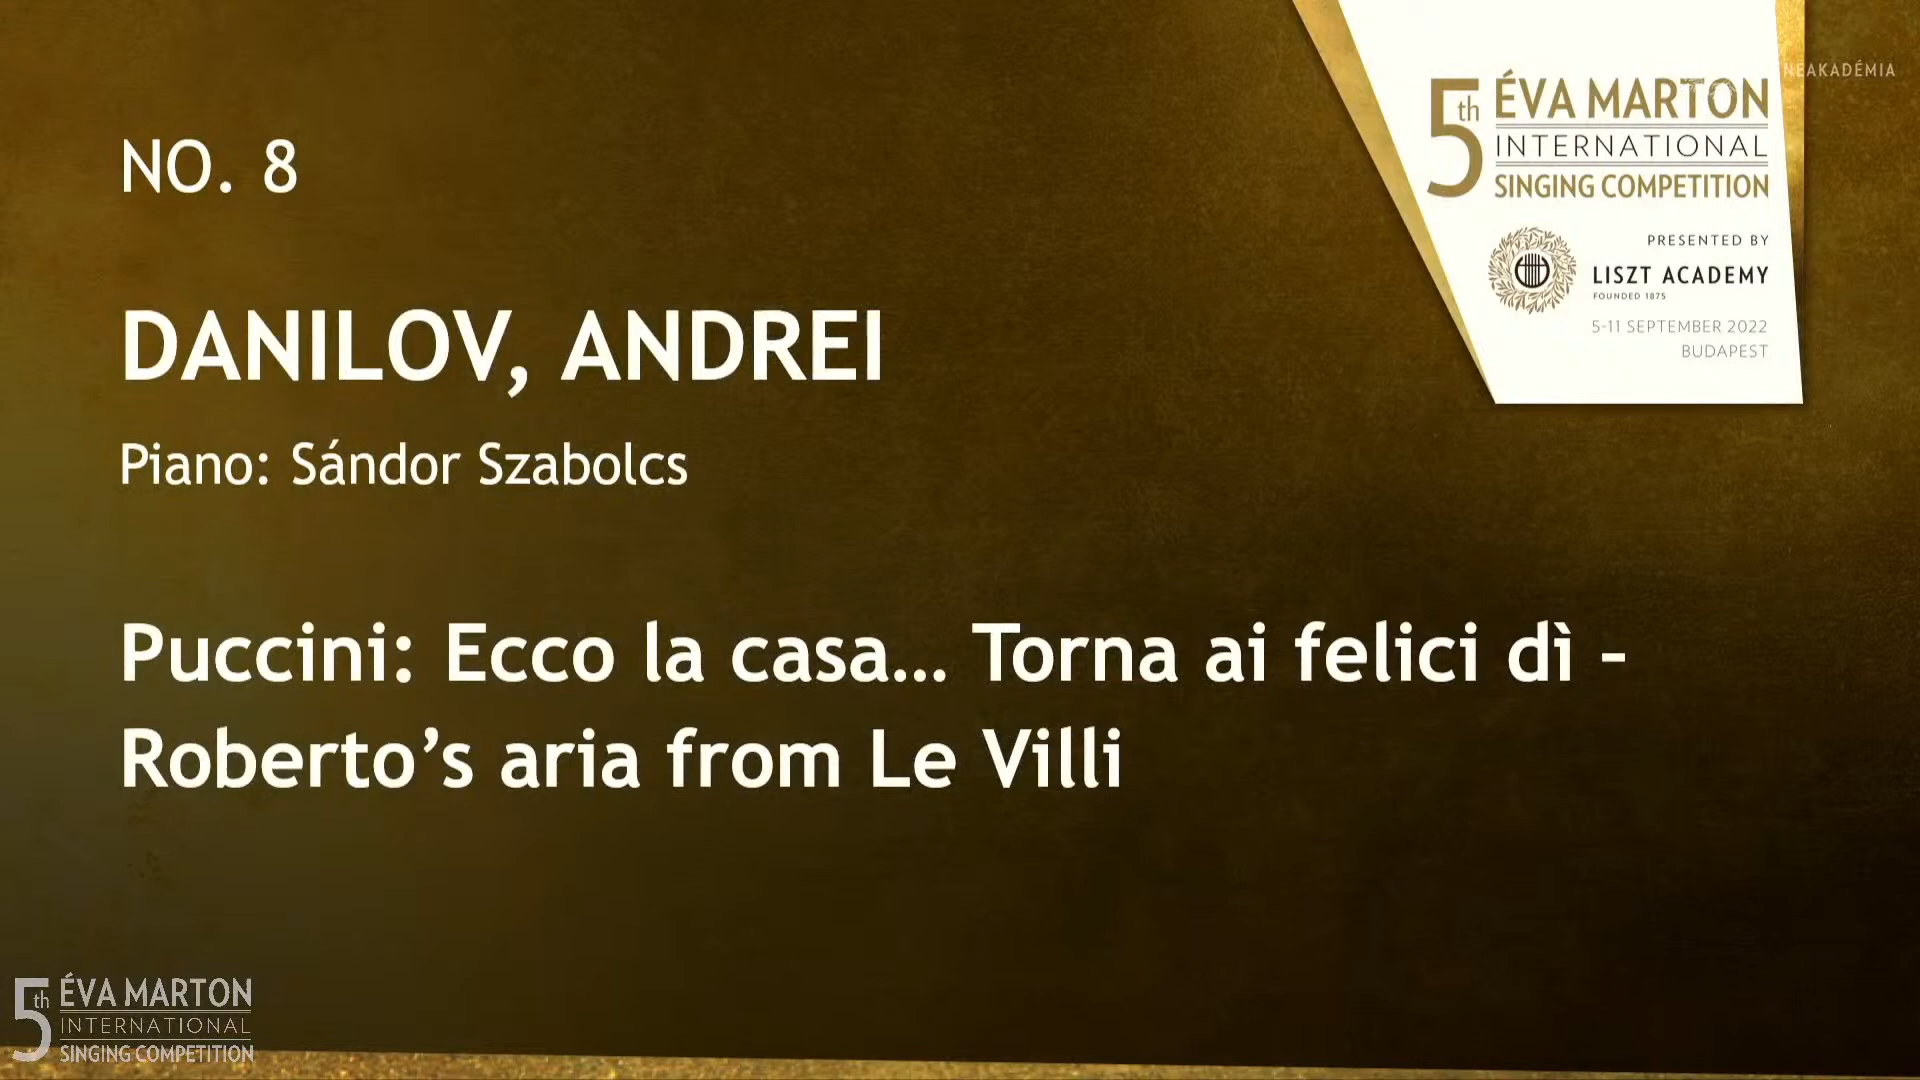 NO. 8
DANILOV, ANDREI
Piano: Sándor Szabolcs
Puccini: Ecco la casa… Torna ai felici dì –
Roberto’s aria from Le Villi
5th ÉVA MARTON
INTERNATIONAL
SINGING COMPETITION
PRESENTED BY
LISZT ACADEMY
FOUNDED 1875
5-11 SEPTEMBER 2022
BUDAPEST
5th ÉVA MARTON
INTERNATIONAL
SINGING COMPETITION